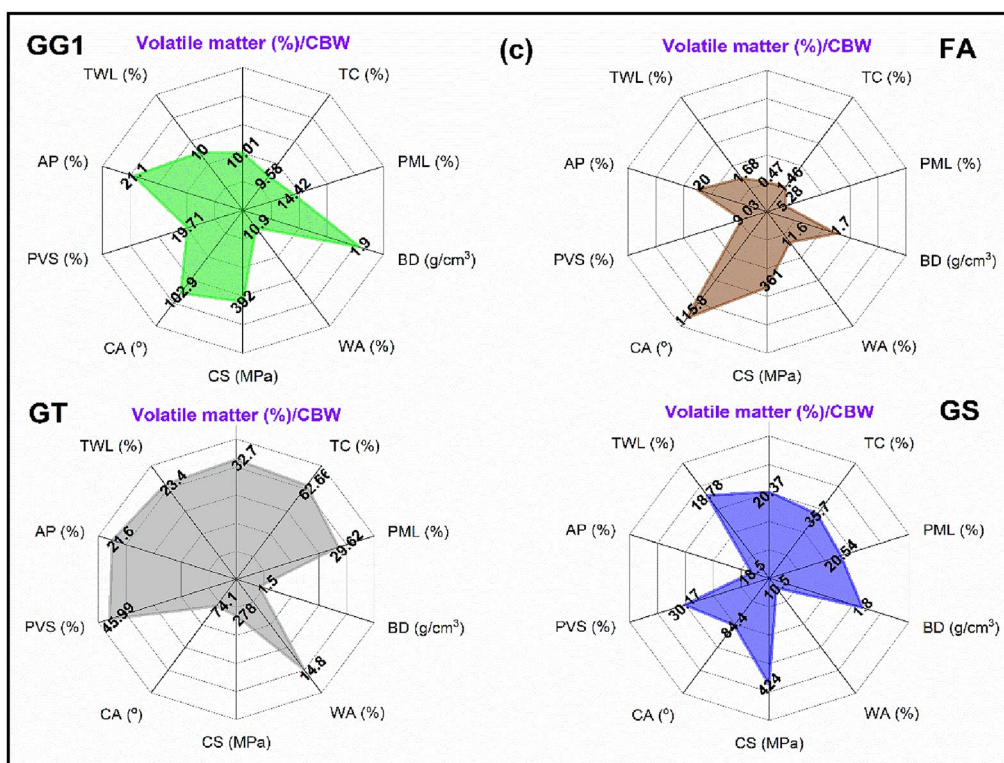 GG1
Volatile matter (%)/CBW
TWL (%)
TC (%)
AP (%)
PML (%)
PVS (%)
BD (g/cm³)
CA (º)
WA (%)
CS (MPa)
10.01
9.58
14.42
1.9
10.9
392
102.9
19.71
21.1
10
(c)
FA
Volatile matter (%)/CBW
TWL (%)
TC (%)
AP (%)
PML (%)
PVS (%)
BD (g/cm³)
CA (º)
WA (%)
CS (MPa)
0.47
1.46
5.28
1.7
11.6
361
115.8
9.03
20
1.68
GT
Volatile matter (%)/CBW
TWL (%)
TC (%)
AP (%)
PML (%)
PVS (%)
BD (g/cm³)
CA (º)
WA (%)
CS (MPa)
32.7
62.66
29.62
1.5
14.8
278
74.1
45.99
21.6
23.4
GS
Volatile matter (%)/CBW
TWL (%)
TC (%)
AP (%)
PML (%)
PVS (%)
BD (g/cm³)
CA (º)
WA (%)
CS (MPa)
20.37
35.7
20.54
1.8
10.5
424
84.4
30.17
18.5
18.78